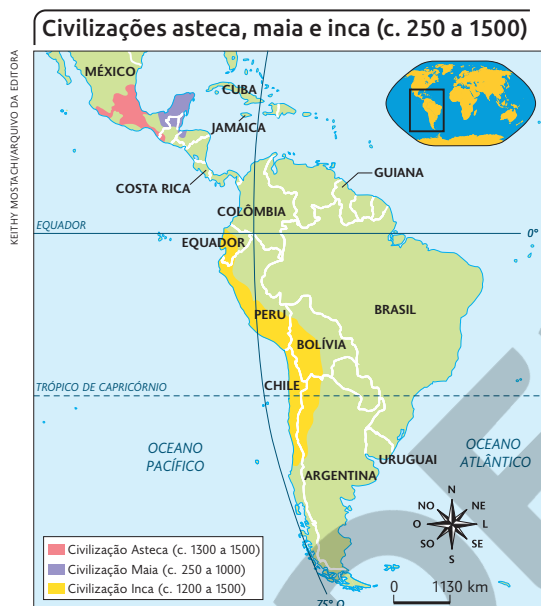 Civilizações asteca, maia e inca (c. 250 a 1500)
KEITHY MOSTACHI/ARQUIVO DA EDITORA
MÉXICO
CUBA
JAMAICA
COSTA RICA
GUIANA
COLÔMBIA
EQUADOR
0°
EQUADOR
PERU
BRASIL
BOLÍVIA
TRÓPICO DE CAPRICÓRNIO
CHILE
OCEANO
PACÍFICO
OCEANO
ATLÂNTICO
URUGUAI
ARGENTINA
N
NO
NE
O
L
SO
SE
S
Civilização Asteca (c. 1300 a 1500)
Civilização Maia (c. 250 a 1000)
Civilização Inca (c. 1200 a 1500)
0
1130 km
75° O